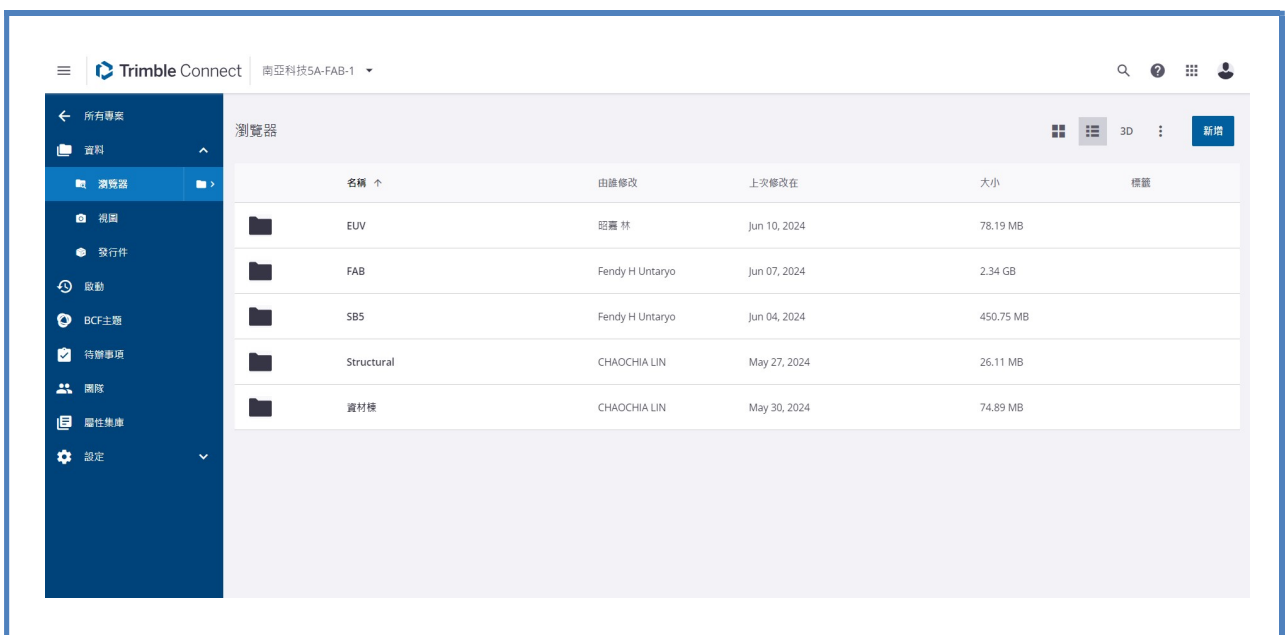 Trimble Connect 南亞科技5A-FAB-1
所有專案
資料
瀏覽器
視圖
發行件
啟動
BCF主題
待辦事項
團隊
屬性集庫
設定
瀏覽器 3D 新增
名稱 由誰修改 上次修改在 大小 標籤
EUV 昭嘉 林 Jun 10, 2024 78.19 MB
FAB Fendy H Untaryo Jun 07, 2024 2.34 GB
SB5 Fendy H Untaryo Jun 04, 2024 450.75 MB
Structural CHAOCHIA LIN May 27, 2024 26.11 MB
資材棟 CHAOCHIA LIN May 30, 2024 74.89 MB